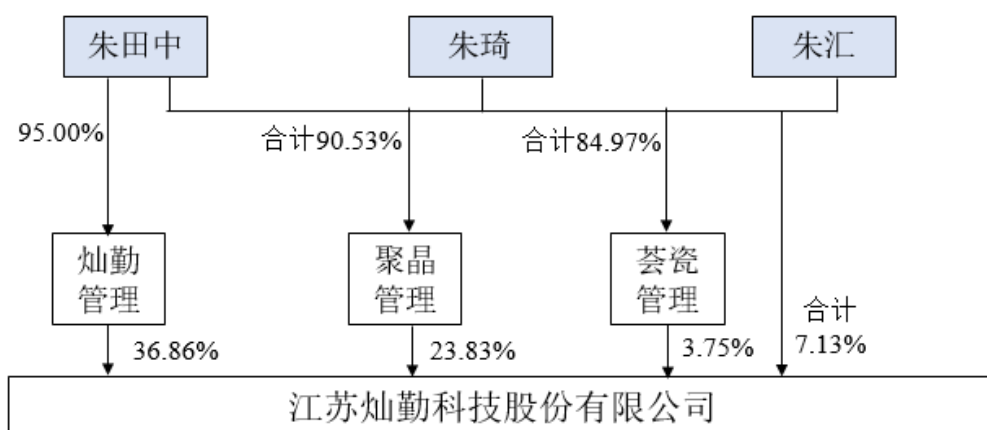 朱田中
朱琦
朱汇
95.00%
合计90.53%
合计84.97%
灿勤
管理
聚晶
管理
荟瓷
管理
36.86%
23.83%
3.75%
合计
7.13%
江苏灿勤科技股份有限公司